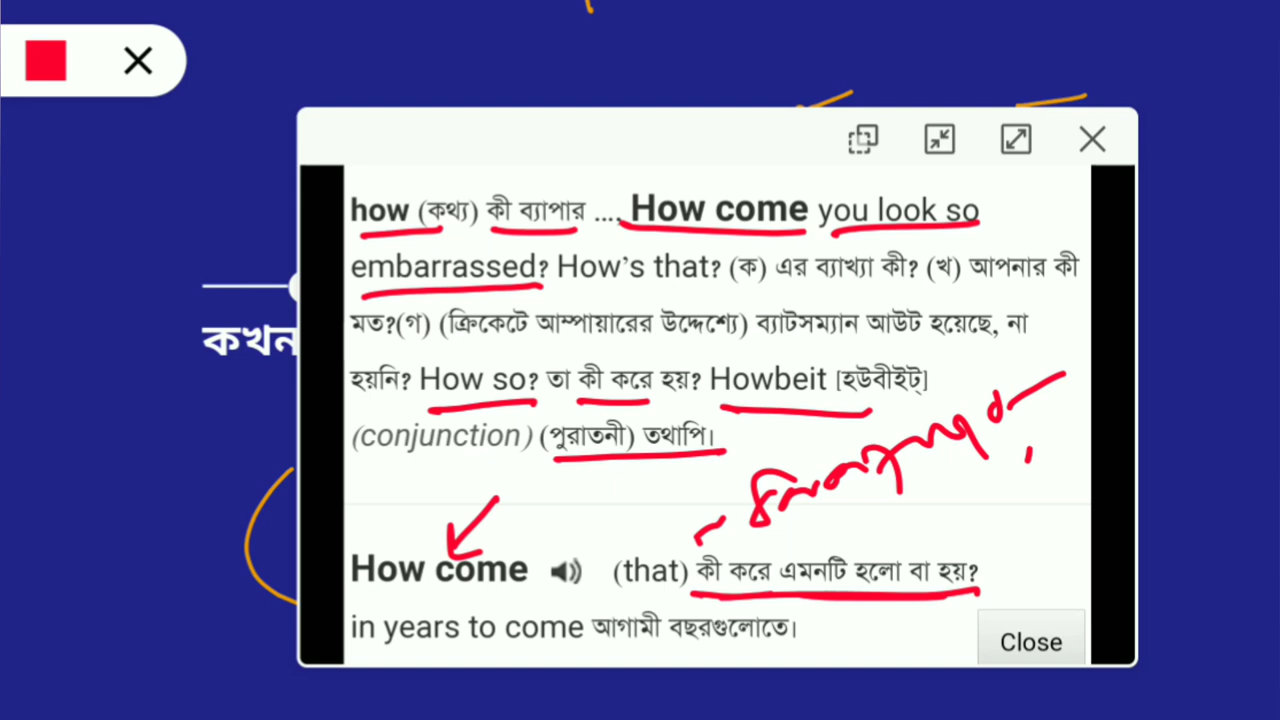 how (কথ্য) কী ব্যাপার .... How come you look so
embarrassed? How's that? (ক) এর ব্যাখ্যা কী? (খ) আপনার কী
মত?(গ) (ক্রিকেটে আম্পায়ারের উদ্দেশ্যে) ব্যাটসম্যান আউট হয়েছে, না
হয়নি? How so? তা কী করে হয়? Howbeit [হউবীইট্]
(conjunction) (পুরাতনী) তথাপি।
How come (that) কী করে এমনটি হলো বা হয়?
in years to come আগামী বছরগুলোতে।
Close
কখন